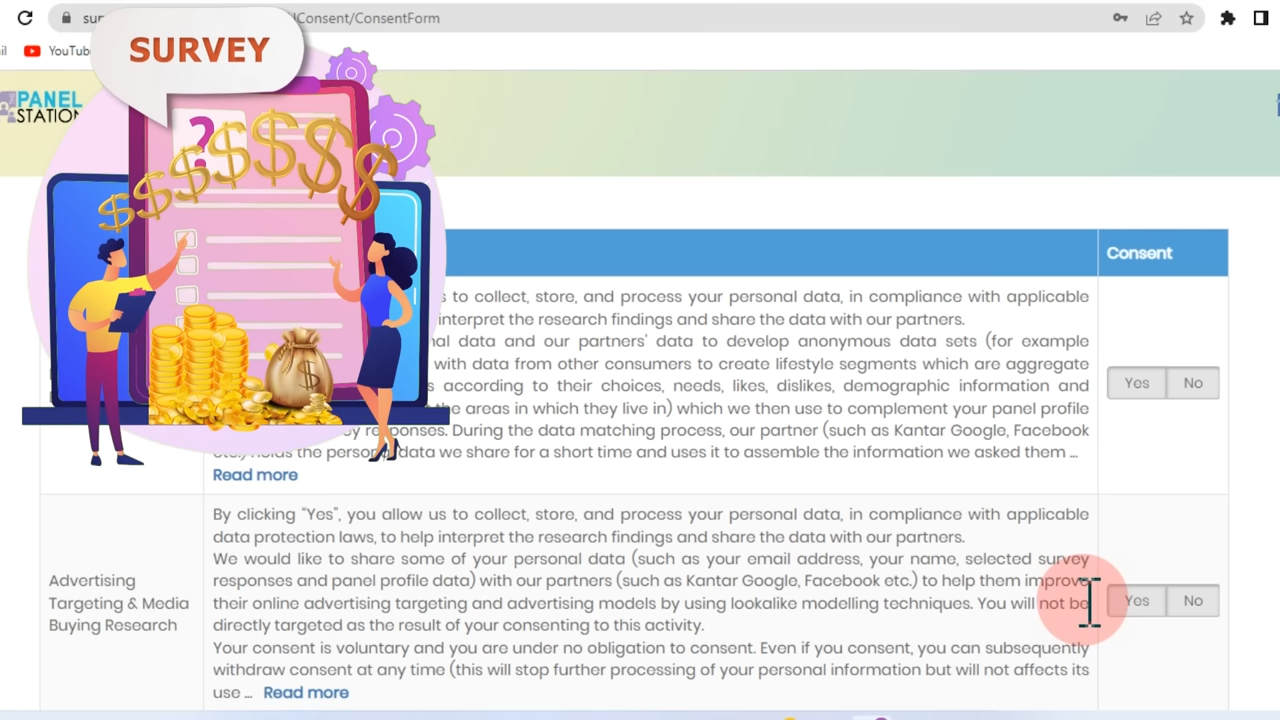 Consent/ConsentForm
YouTube
SURVEY
PANEL
STATION
?
$ $ $ $ $ $ $
$
Consent
to collect, store, and process your personal data, in compliance with applicable
interpret the research findings and share the data with our partners.
data and our partners' data to develop anonymous data sets (for example
with data from other consumers to create lifestyle segments which are aggregate
according to their choices, needs, likes, dislikes, demographic information and
the areas in which they live in) which we then use to complement your panel profile
responses. During the data matching process, our partner (such as Kantar Google, Facebook
data we share for a short time and uses it to assemble the information we asked them ...
Read more
Yes No
Advertising
Targeting & Media
Buying Research
By clicking “Yes”, you allow us to collect, store, and process your personal data, in compliance with applicable
data protection laws, to help interpret the research findings and share the data with our partners.
We would like to share some of your personal data (such as your email address, your name, selected survey
responses and panel profile data) with our partners (such as Kantar Google, Facebook etc.) to help them improve
their online advertising targeting and advertising models by using lookalike modelling techniques. You will not be
directly targeted as the result of your consenting to this activity.
Your consent is voluntary and you are under no obligation to consent. Even if you consent, you can subsequently
withdraw consent at any time (this will stop further processing of your personal information but will not affects its
use ... Read more
Yes No